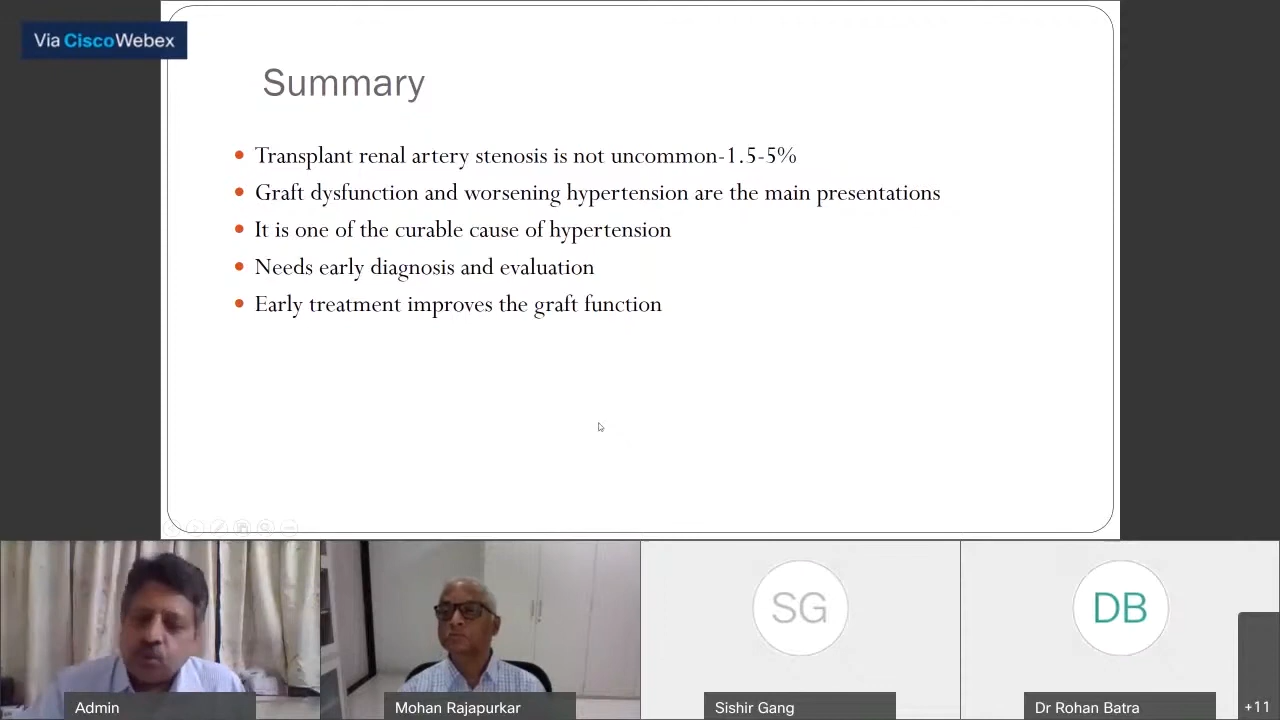 Via CiscoWebex
Summary
Transplant renal artery stenosis is not uncommon-1.5-5%
Graft dysfunction and worsening hypertension are the main presentations
It is one of the curable cause of hypertension
Needs early diagnosis and evaluation
Early treatment improves the graft function
SG
DB
Admin
Mohan Rajapurkar
Sishir Gang
Dr Rohan Batra
+11